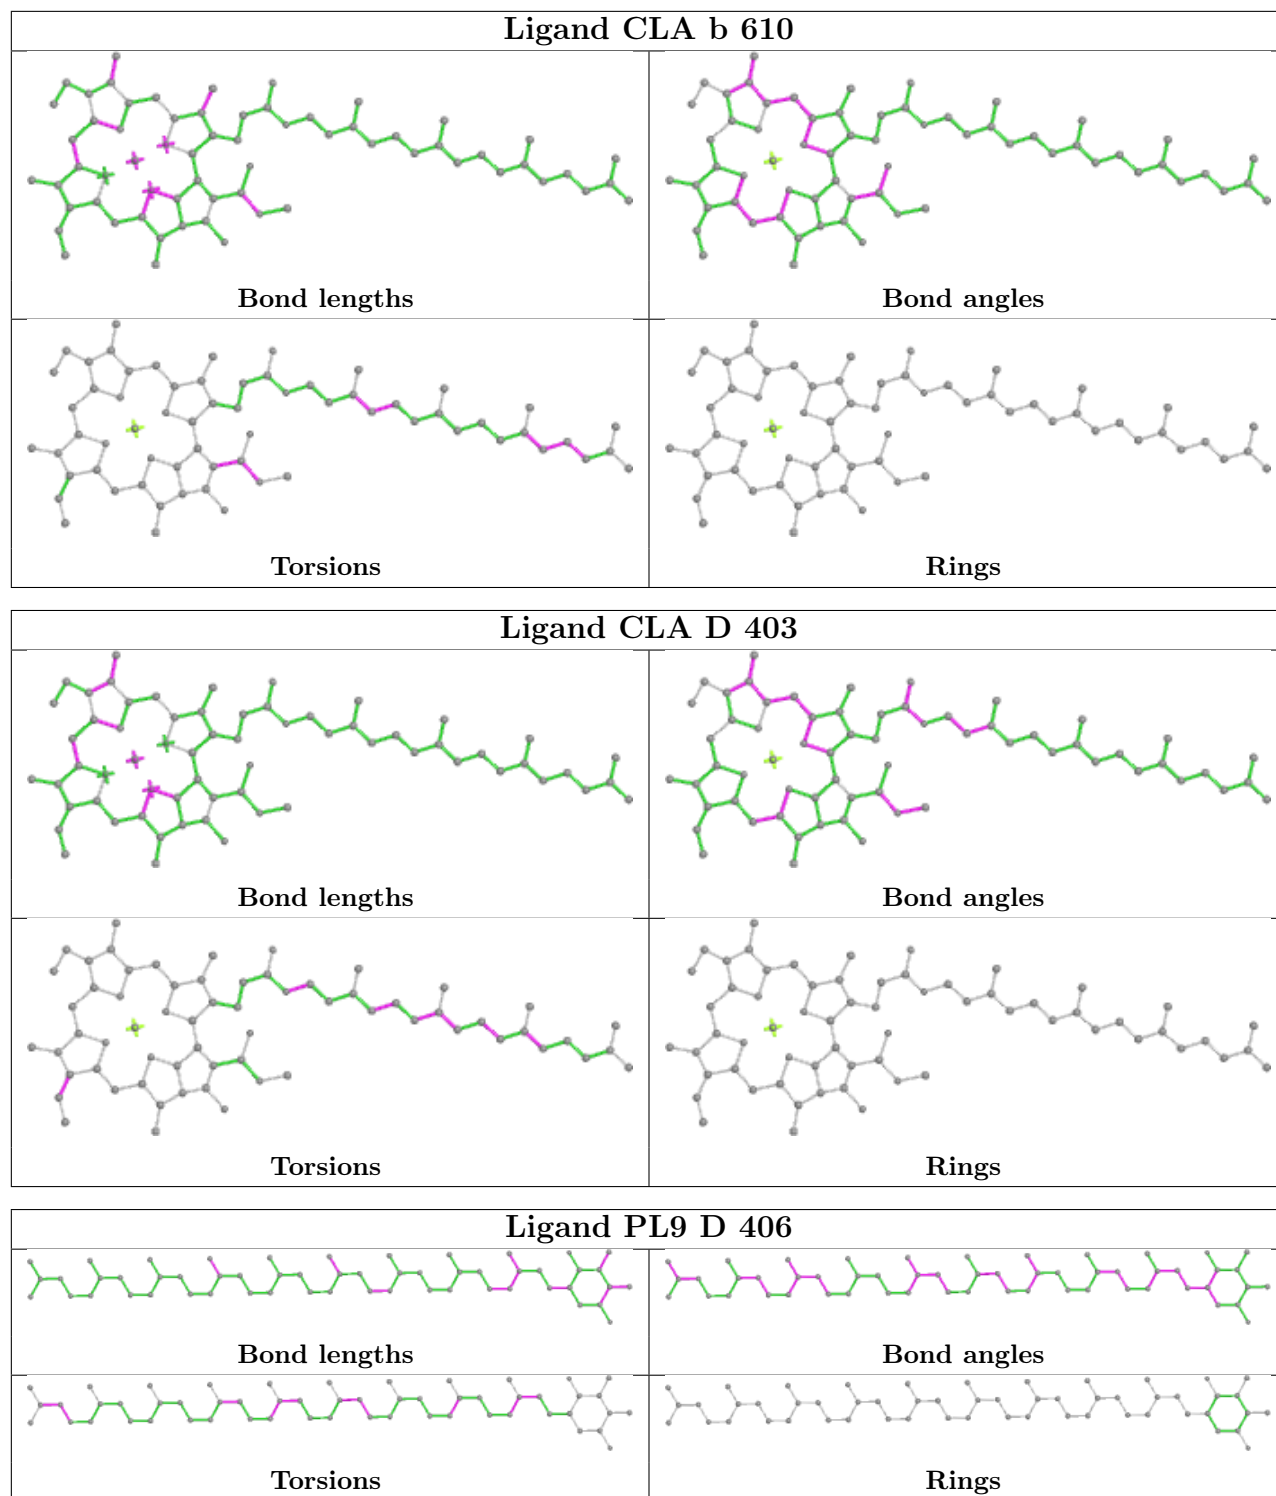 Ligand CLA b 610
Bond lengths
Bond angles
Torsions
Rings
Ligand CLA D 403
Bond lengths
Bond angles
Torsions
Rings
Ligand PL9 D 406
Bond lengths
Bond angles
Torsions
Rings